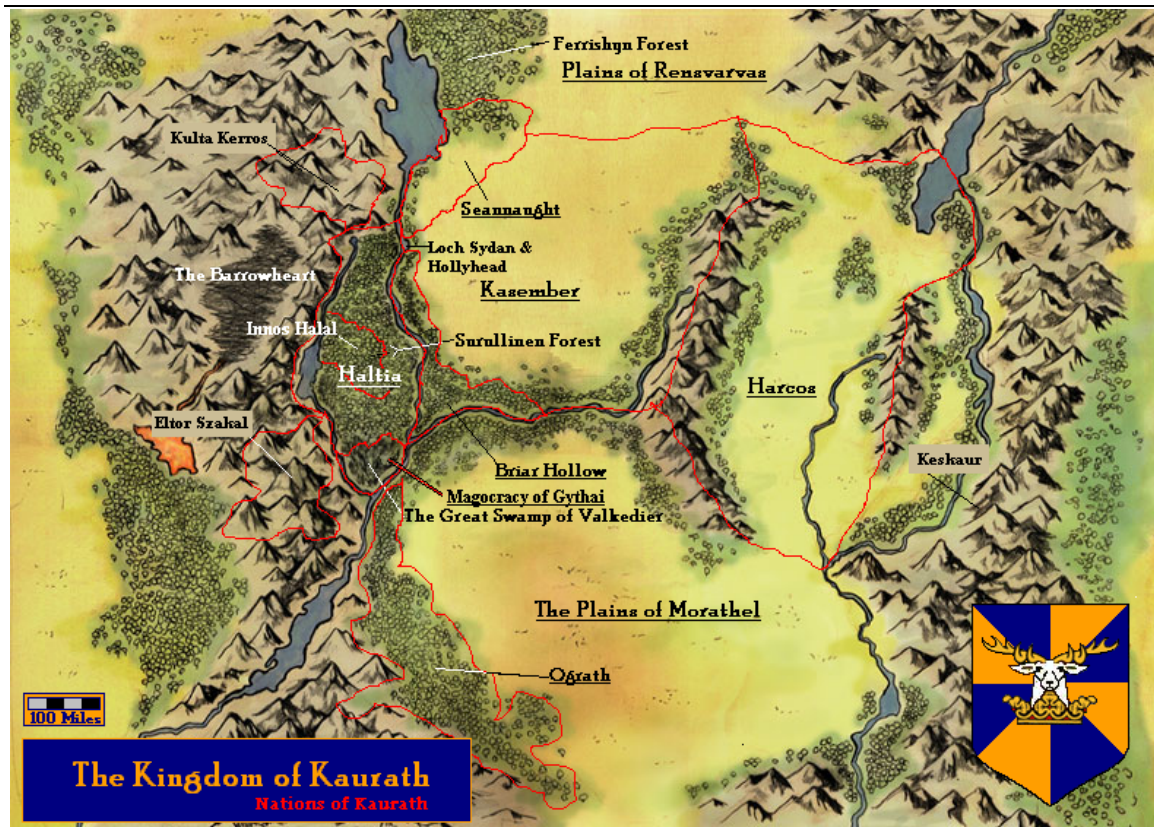 Ferrishyn Forest
Plains of Rensvarvas
Kulta Kerros
Seannaught
Loch Sydan &
Hollyhead
The Barrowheart
Kasember
Innos Halal
Surullinen Forest
Haltia
Harcos
Eltor Szakal
Keskaur
Briar Hollow
Magocracy of Gythai
The Great Swamp of Valkedier
The Plains of Morathel
Ograth
100 Miles
The Kingdom of Kaurath
Nations of Kaurath